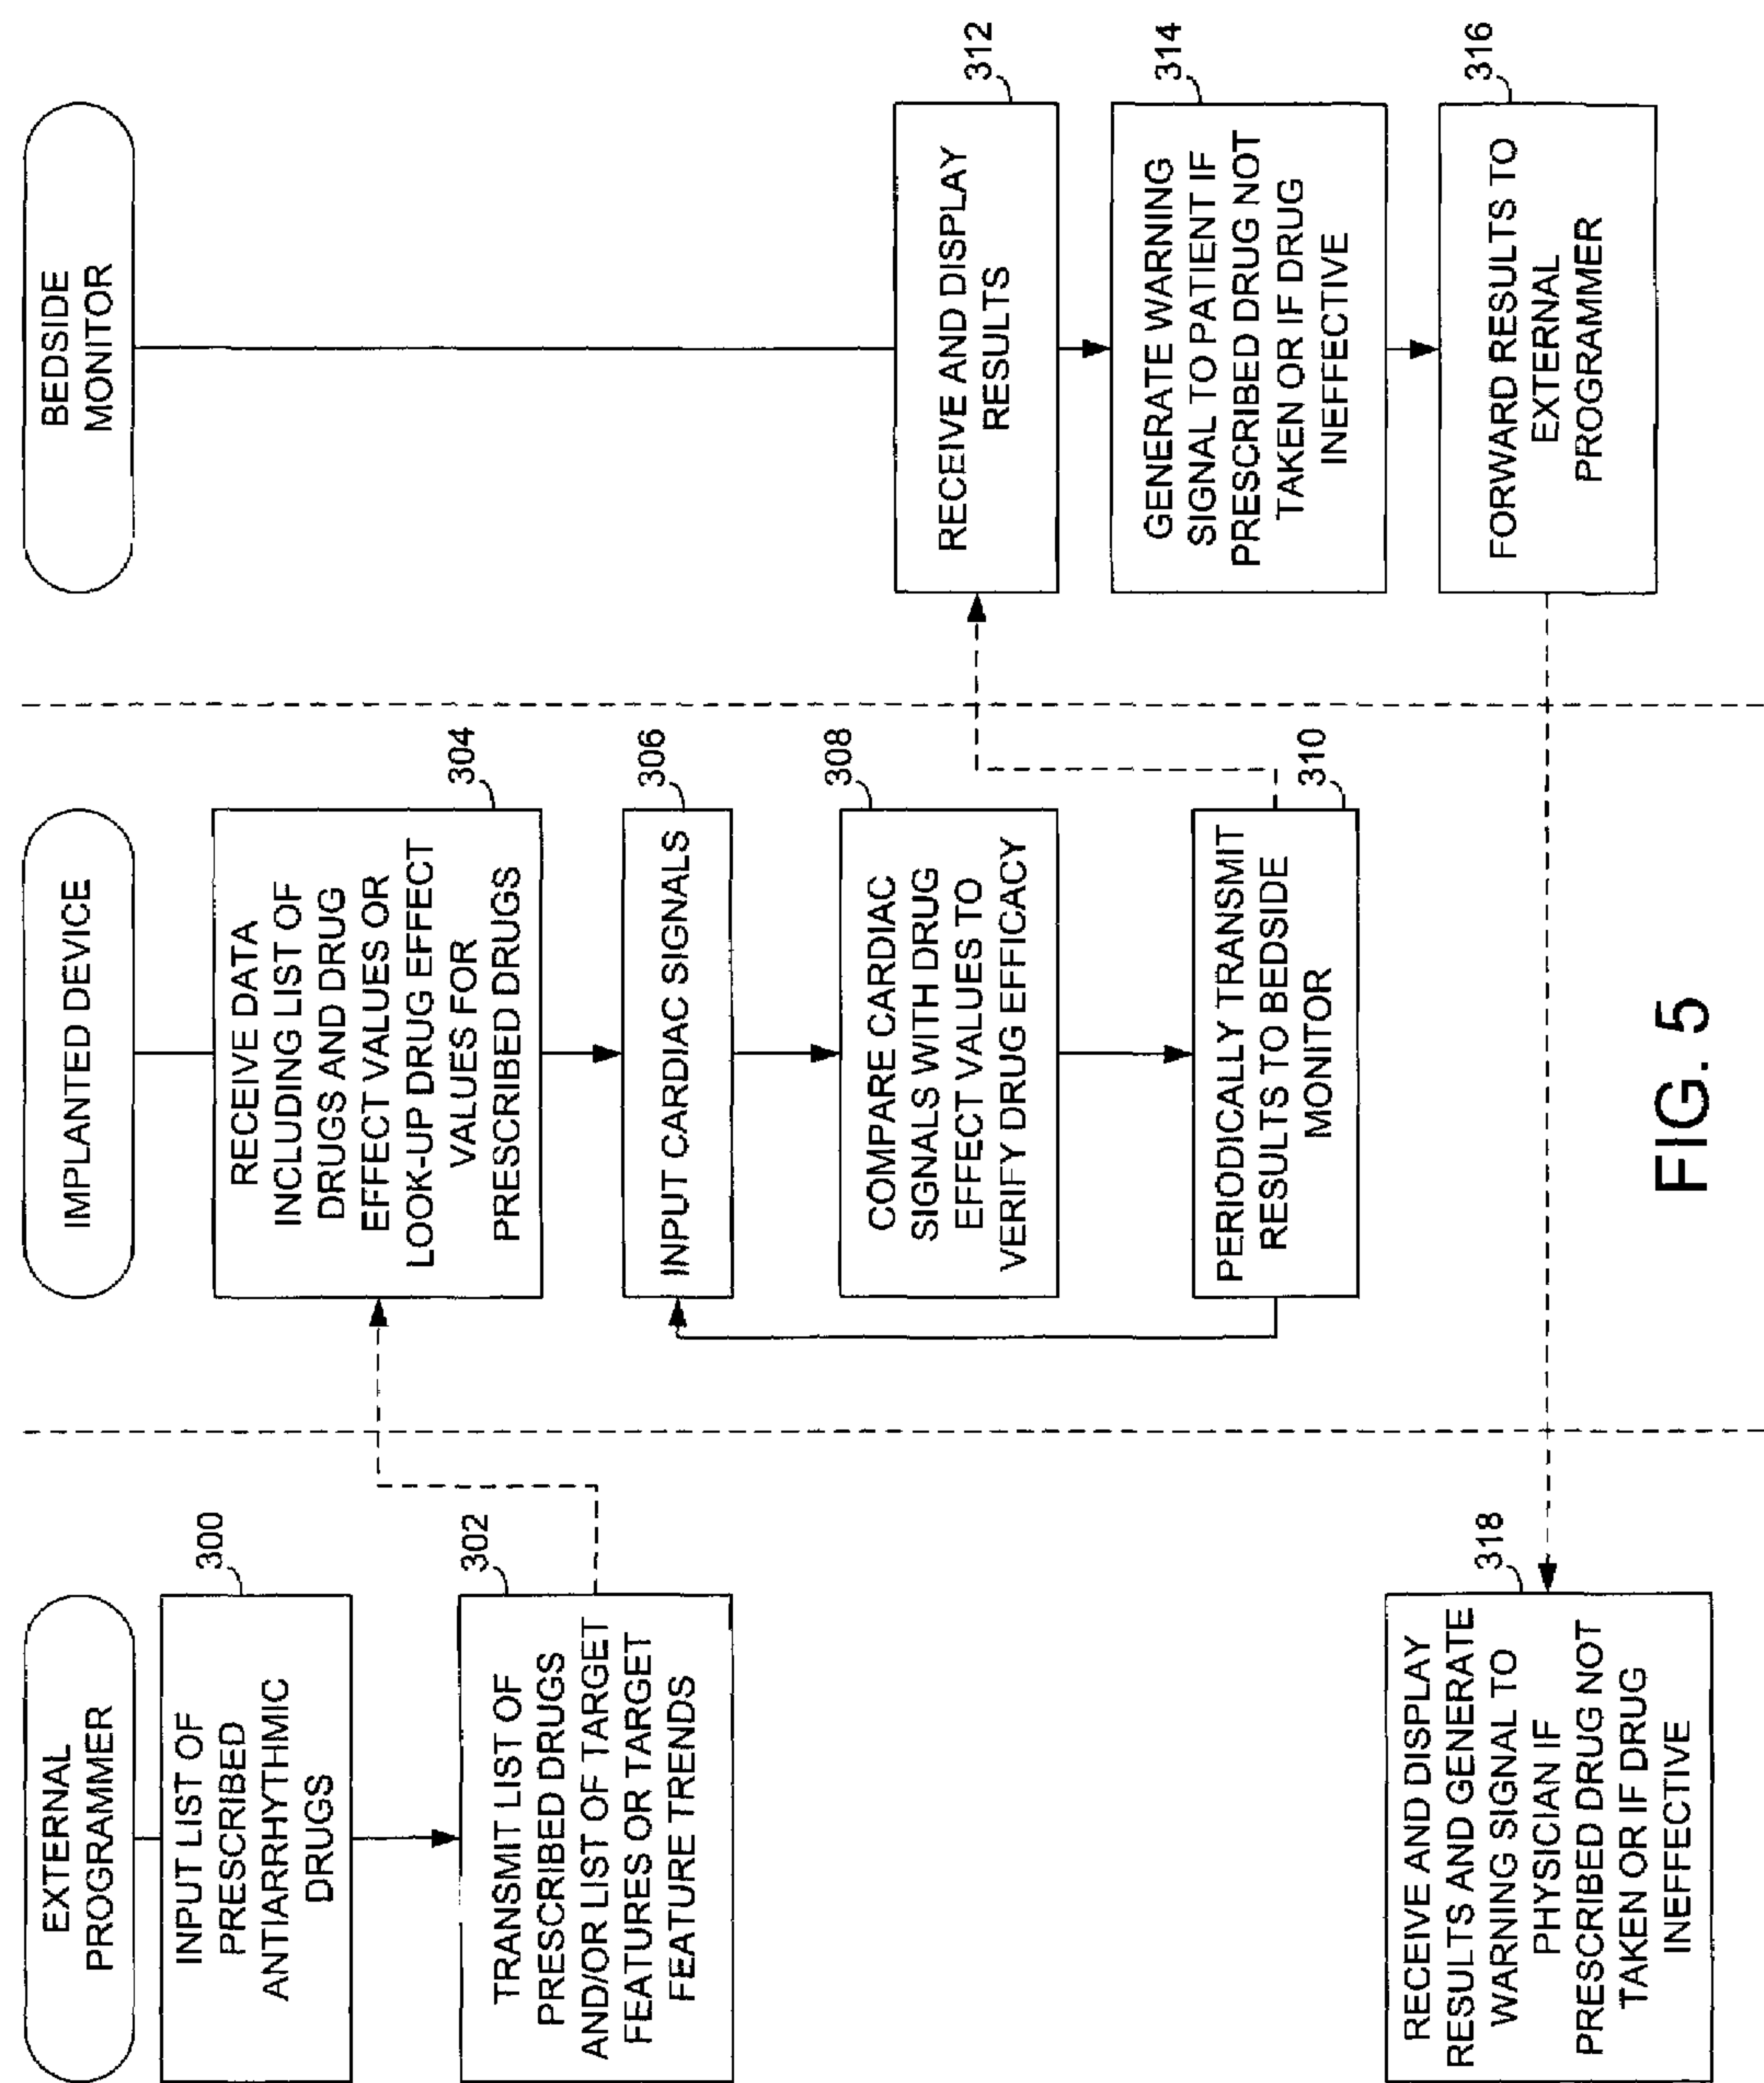 EXTERNAL
PROGRAMMER
300
INPUT LIST OF
PRESCRIBED
ANTIARRHYTHMIC
DRUGS
302
TRANSMIT LIST OF
PRESCRIBED DRUGS
AND/OR LIST OF TARGET
FEATURES OR TARGET
FEATURE TRENDS
318
RECEIVE AND DISPLAY
RESULTS AND GENERATE
WARNING SIGNAL TO
PHYSICIAN IF
PRESCRIBED DRUG NOT
TAKEN OR IF DRUG
INEFFECTIVE
IMPLANTED DEVICE
RECEIVE DATA
INCLUDING LIST OF
DRUGS AND DRUG
EFFECT VALUES OR
LOOK-UP DRUG EFFECT
VALUES FOR
PRESCRIBED DRUGS
304
INPUT CARDIAC SIGNALS
306
COMPARE CARDIAC
SIGNALS WITH DRUG
EFFECT VALUES TO
VERIFY DRUG EFFICACY
308
PERIODICALLY TRANSMIT
RESULTS TO BEDSIDE
MONITOR
310
BEDSIDE
MONITOR
RECEIVE AND DISPLAY
RESULTS
312
GENERATE WARNING
SIGNAL TO PATIENT IF
PRESCRIBED DRUG NOT
TAKEN OR IF DRUG
INEFFECTIVE
314
FORWARD RESULTS TO
EXTERNAL
PROGRAMMER
316
FIG. 5